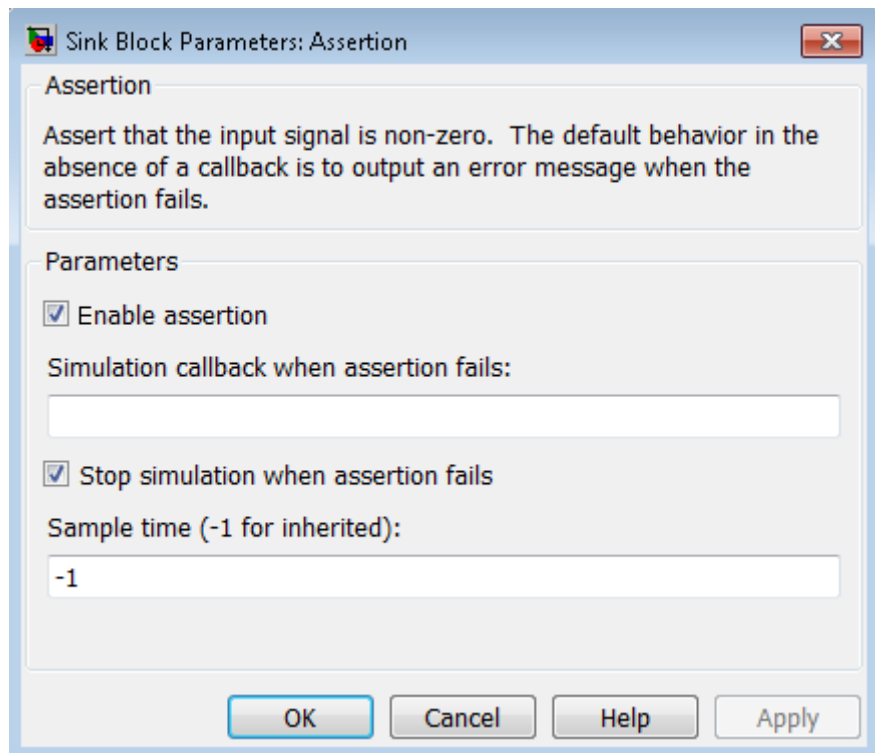 Sink Block Parameters: Assertion
Assertion
Assert that the input signal is non-zero.  The default behavior in the
absence of a callback is to output an error message when the
assertion fails.
Parameters
Enable assertion
Simulation callback when assertion fails:
Stop simulation when assertion fails
Sample time (-1 for inherited):
-1
OK Cancel Help Apply